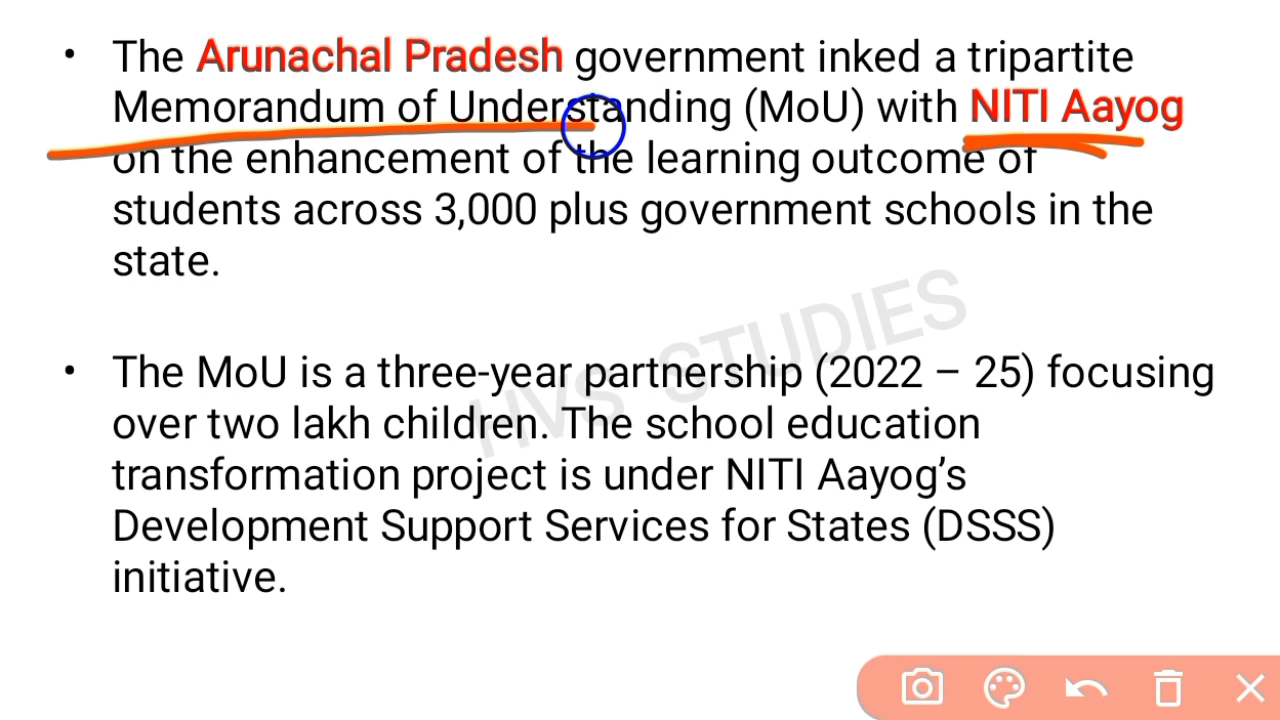 • The Arunachal Pradesh government inked a tripartite
Memorandum of Understanding (MoU) with NITI Aayog
on the enhancement of the learning outcome of
students across 3,000 plus government schools in the
state.
HVS STUDIES
• The MoU is a three-year partnership (2022 – 25) focusing
over two lakh children. The school education
transformation project is under NITI Aayog’s
Development Support Services for States (DSSS)
initiative.